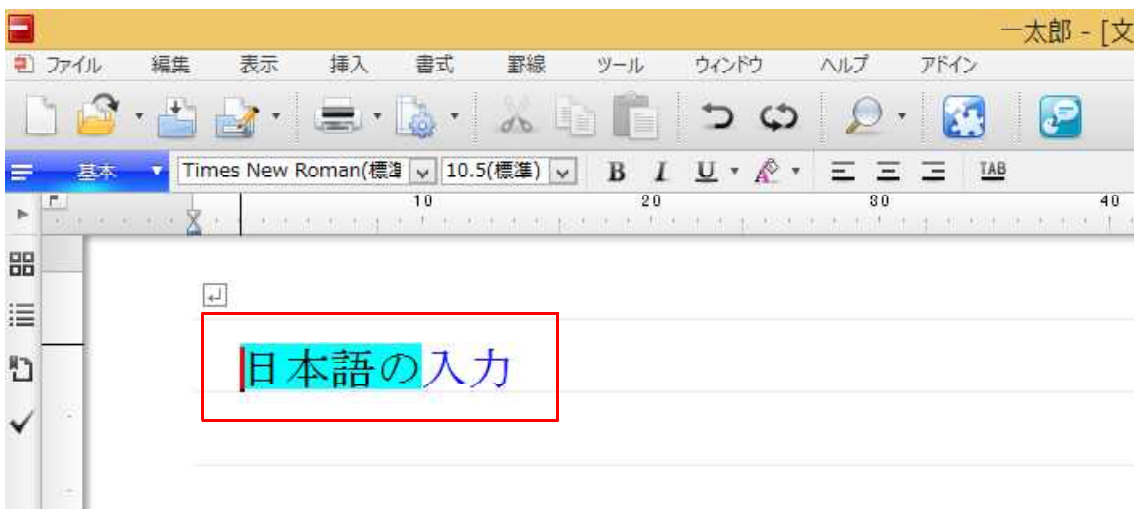 一太郎 - [文
ファイル 編集 表示 挿入 書式 罫線 ツール ウィンドウ ヘルプ アドイン
基本 Times New Roman(標準 10.5(標準) B I U A TAB
10 20 30 40
日本語の入力